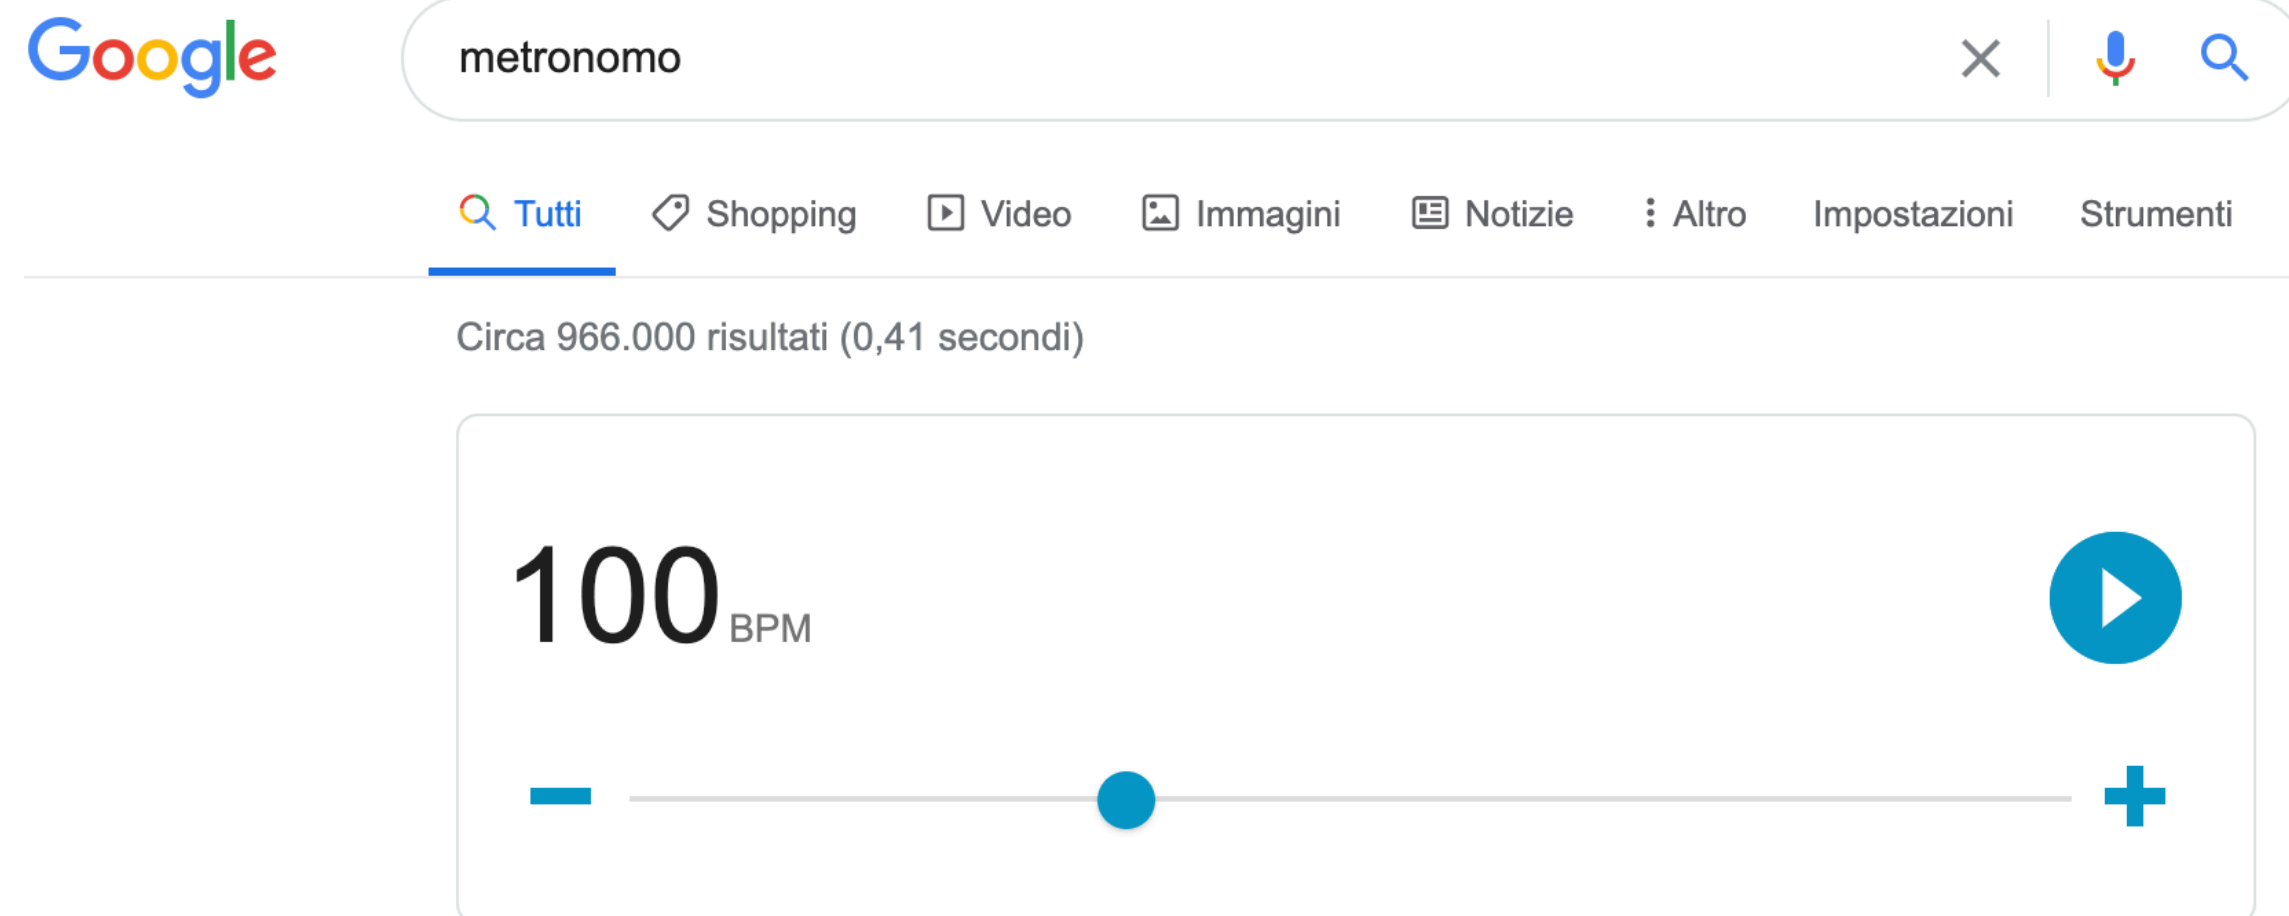 Google metronomo
Tutti Shopping Video Immagini Notizie Altro Impostazioni Strumenti
Circa 966.000 risultati (0,41 secondi)
100 BPM